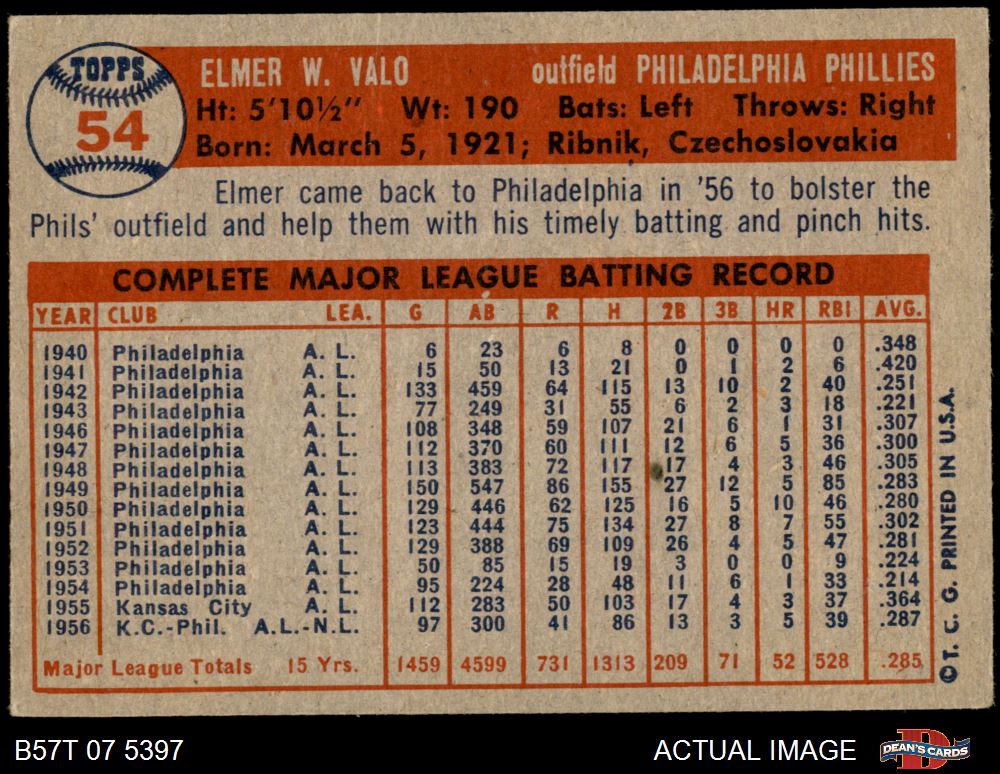 TOPPS
54
ELMER W. VALO outfield PHILADELPHIA PHILLIES
Ht: 5'10½" Wt: 190 Bats: Left Throws: Right
Born: March 5, 1921; Ribnik, Czechoslovakia
Elmer came back to Philadelphia in '56 to bolster the
Phils' outfield and help them with his timely batting and pinch hits.
COMPLETE MAJOR LEAGUE BATTING RECORD
YEAR CLUB LEA. G AB R H 2B 3B HR RBI AVG.
1940 Philadelphia A. L. 6 23 6 8 0 0 0 0 .348
1941 Philadelphia A. L. 15 50 13 21 0 1 2 6 .420
1942 Philadelphia A. L. 133 459 64 115 13 10 2 40 .251
1943 Philadelphia A. L. 77 249 31 55 6 2 3 18 .221
1946 Philadelphia A. L. 108 348 59 107 21 6 1 31 .307
1947 Philadelphia A. L. 112 370 60 111 12 6 5 36 .300
1948 Philadelphia A. L. 113 383 72 117 17 4 3 46 .305
1949 Philadelphia A. L. 150 547 86 155 27 12 5 85 .283
1950 Philadelphia A. L. 129 446 62 125 16 5 10 46 .280
1951 Philadelphia A. L. 123 444 75 134 27 8 7 55 .302
1952 Philadelphia A. L. 129 388 69 109 26 4 5 47 .281
1953 Philadelphia A. L. 50 85 15 19 3 0 0 9 .224
1954 Philadelphia A. L. 95 224 28 48 11 6 1 33 .214
1955 Kansas City A. L. 112 283 50 103 17 4 3 37 .364
1956 K.C.-Phil. A.L.-N.L. 97 300 41 86 13 3 5 39 .287
Major League Totals 15 Yrs. 1459 4599 731 1313 209 71 52 528 .285
© T. C. G. PRINTED IN U.S.A.
B57T 07 5397 ACTUAL IMAGE DEAN'S CARDS